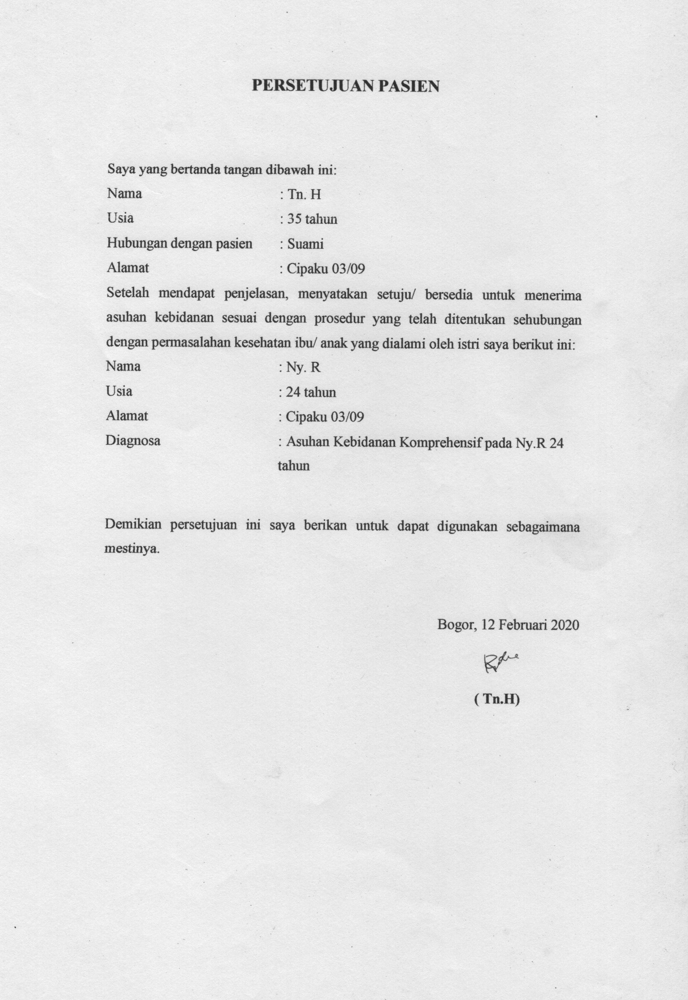 PERSETUJUAN PASIEN
Saya yang bertanda tangan dibawah ini:
Nama : Tn. H
Usia : 35 tahun
Hubungan dengan pasien : Suami
Alamat : Cipaku 03/09
Setelah mendapat penjelasan, menyatakan setuju/ bersedia untuk menerima
asuhan kebidanan sesuai dengan prosedur yang telah ditentukan sehubungan
dengan permasalahan kesehatan ibu/ anak yang dialami oleh istri saya berikut ini:
Nama : Ny. R
Usia : 24 tahun
Alamat : Cipaku 03/09
Diagnosa : Asuhan Kebidanan Komprehensif pada Ny.R 24
tahun
Demikian persetujuan ini saya berikan untuk dapat digunakan sebagaimana
mestinya.
Bogor, 12 Februari 2020
( Tn.H)